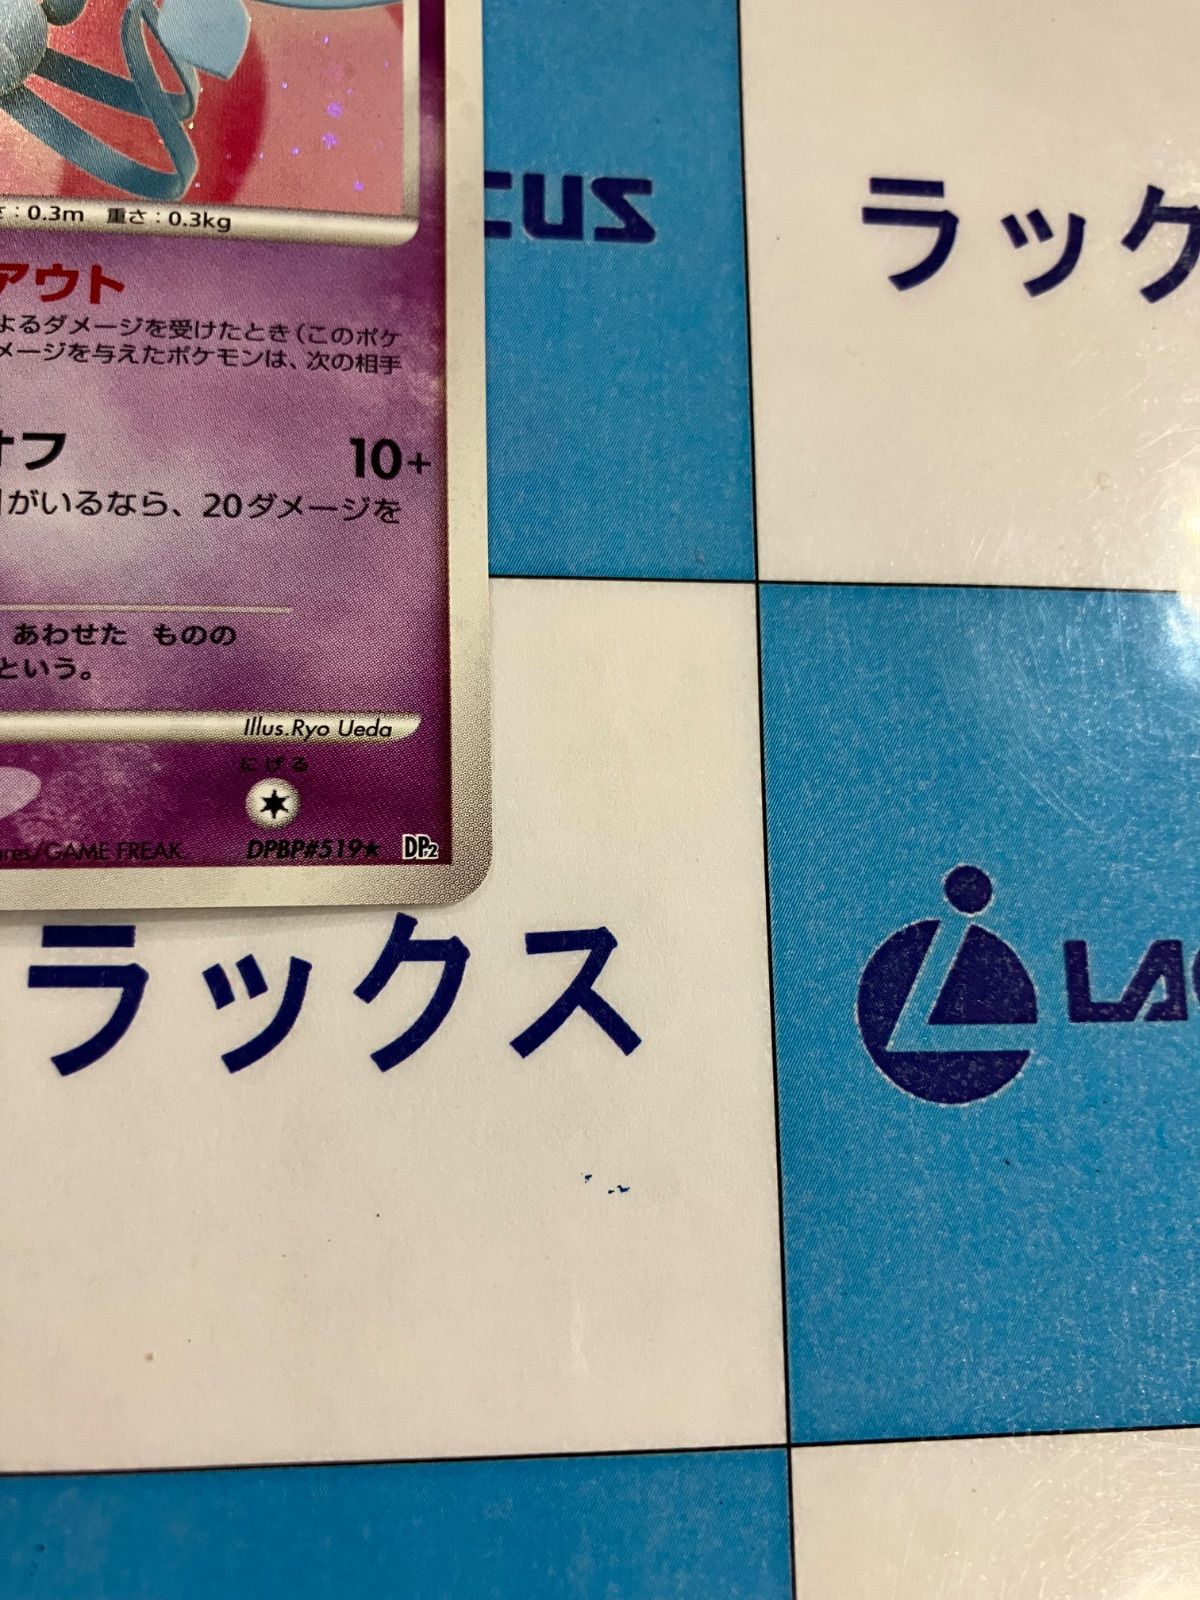 さ：0.3m 重さ：0.3kg
アウト
よるダメージを受けたとき（このポケ
メージを与えたポケモンは、次の相手
オフ 10+
がいるなら、20ダメージを
あわせた ものの
という。
Illus.Ryo Ueda
にげる
res/GAME FREAK. DPBP#519★ DP2
CUS
ラック
ラックス
LAC